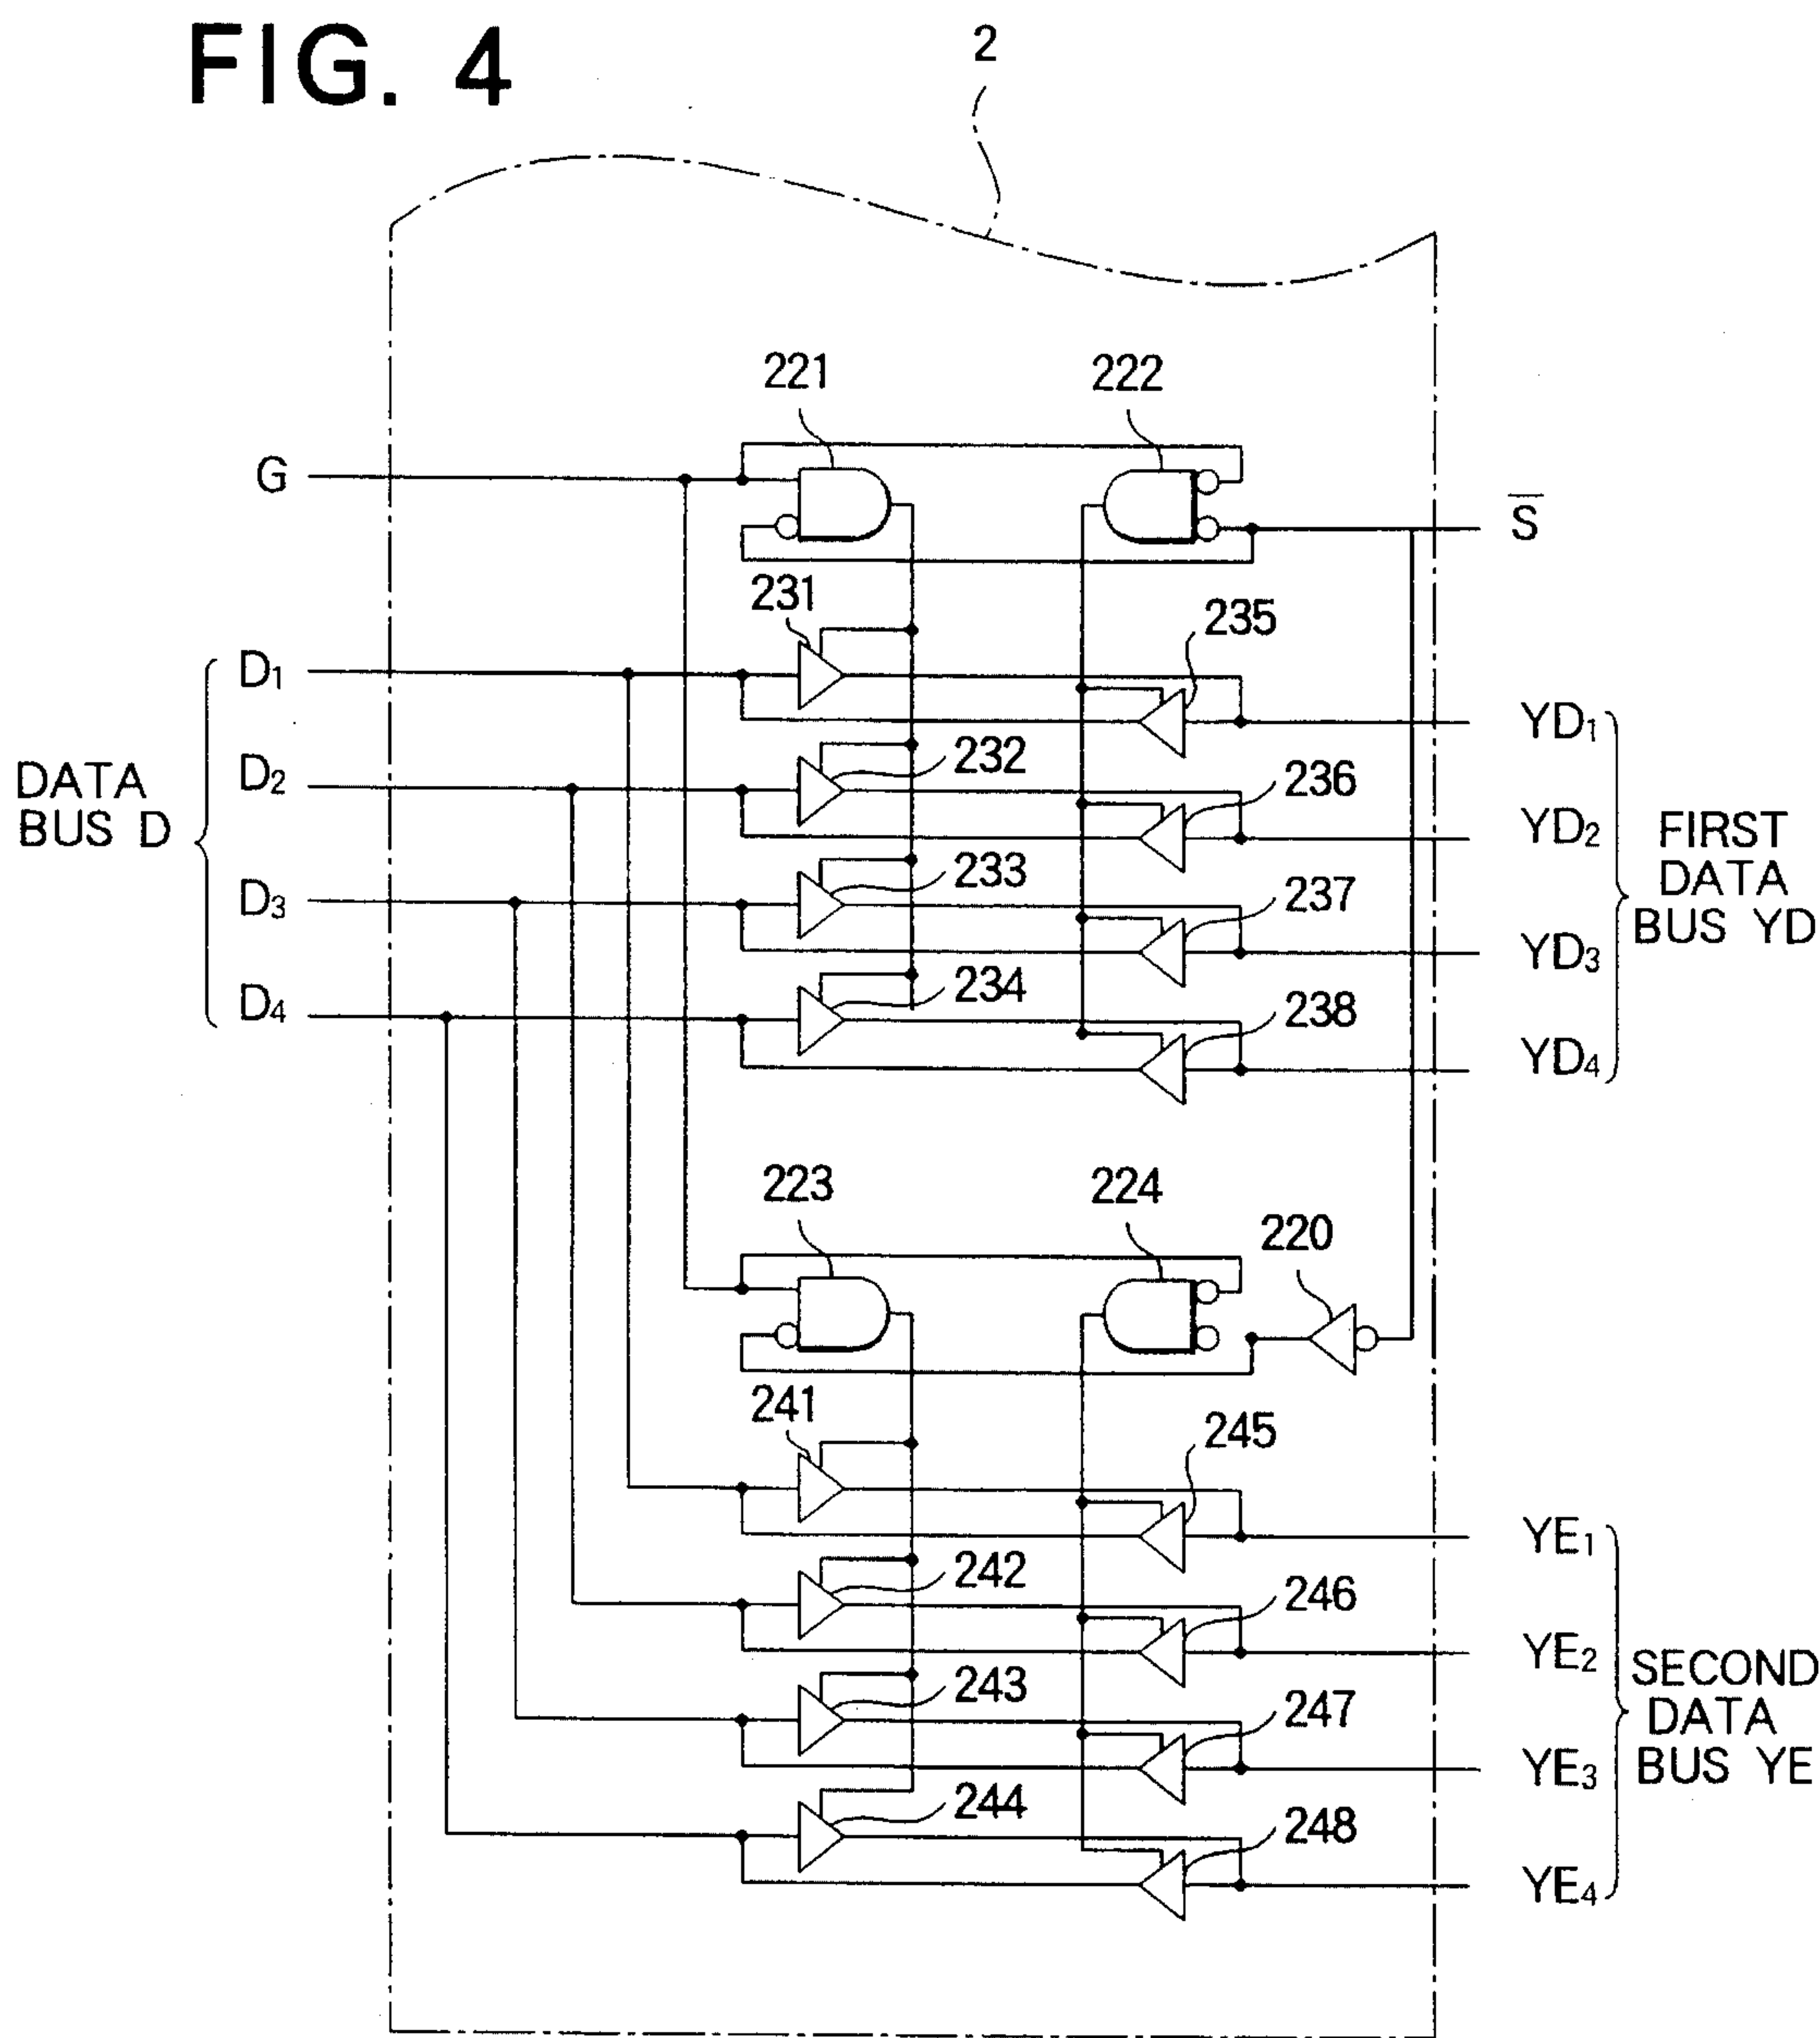 FIG. 4
2
221
222
G
S̅
231
235
D₁
YD₁
232
236
DATA
BUS D
D₂
YD₂
FIRST
DATA
BUS YD
233
237
D₃
YD₃
234
238
D₄
YD₄
223
224
220
241
245
YE₁
242
246
YE₂
SECOND
DATA
BUS YE
243
247
YE₃
244
248
YE₄